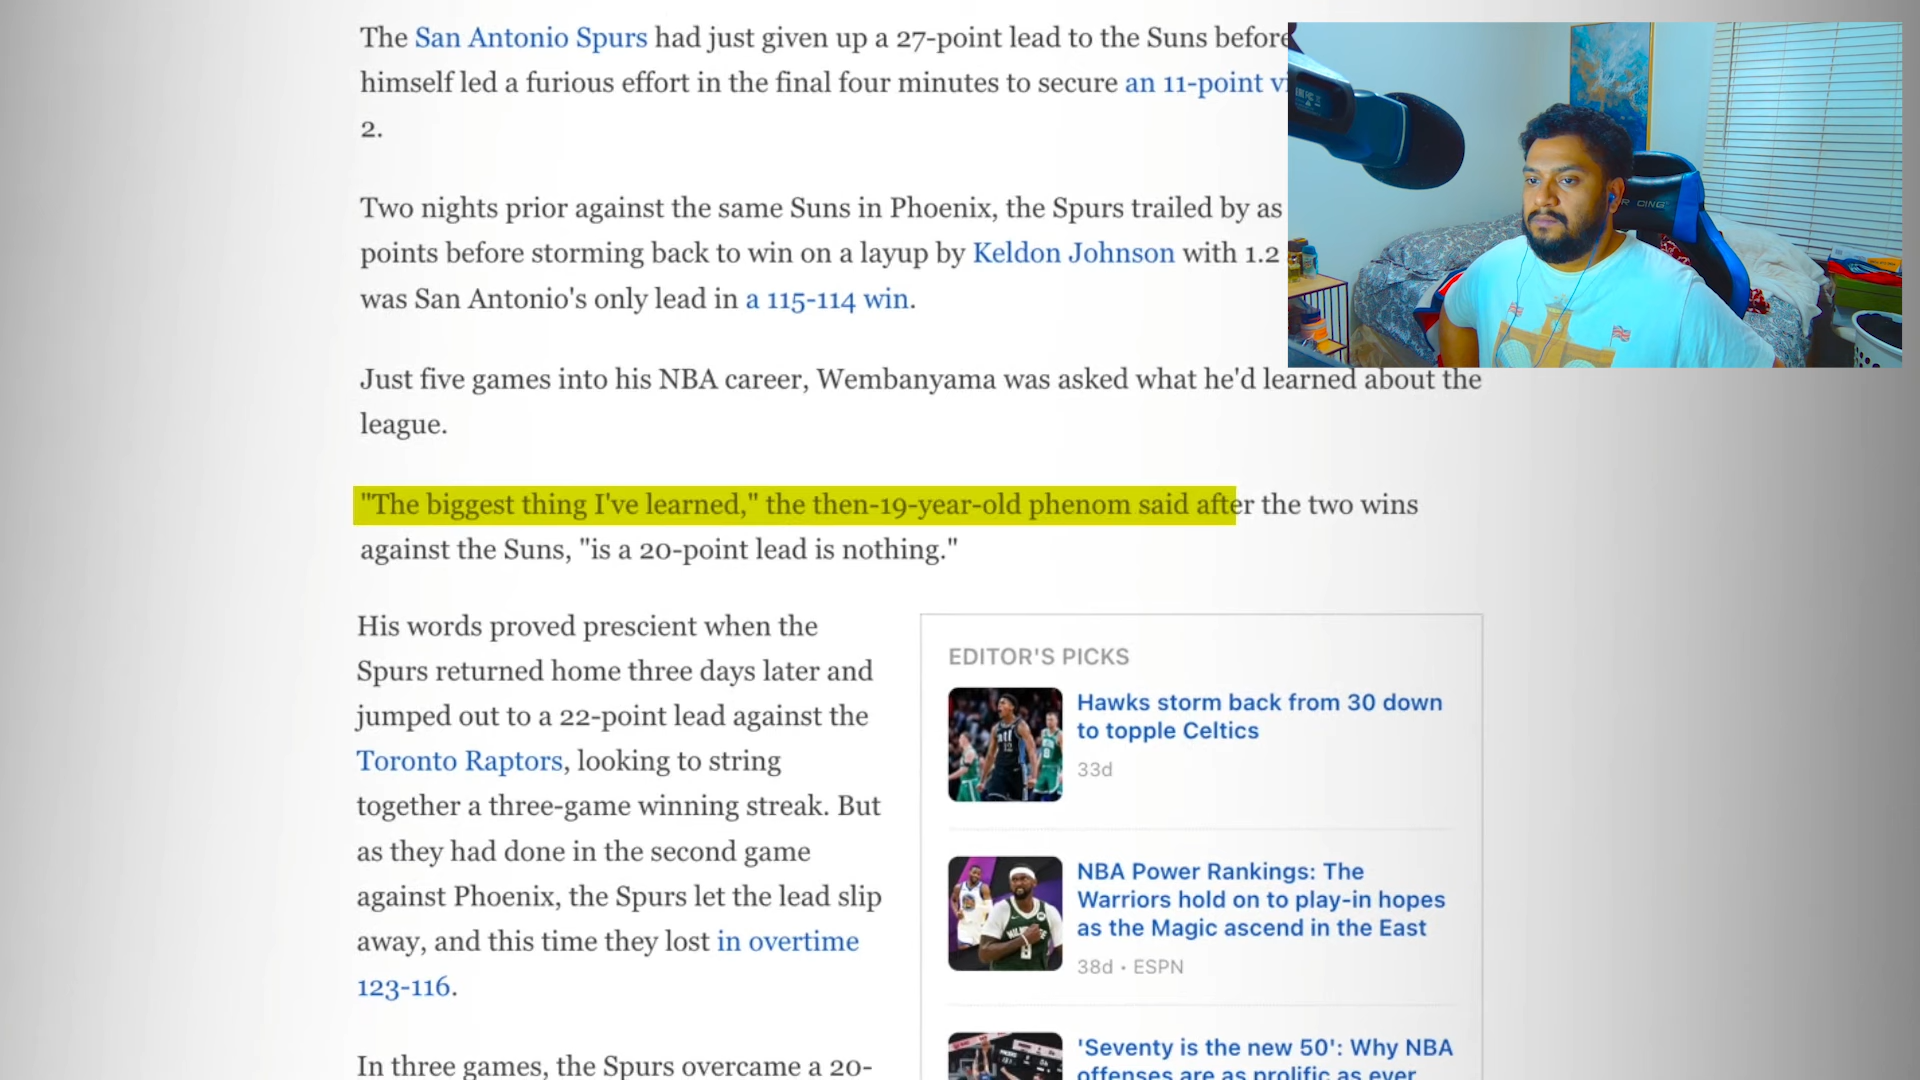 The San Antonio Spurs had just given up a 27-point lead to the Suns before
himself led a furious effort in the final four minutes to secure an 11-point
2.
Two nights prior against the same Suns in Phoenix, the Spurs trailed by as
points before storming back to win on a layup by Keldon Johnson with 1.2
was San Antonio's only lead in a 115-114 win.
Just five games into his NBA career, Wembanyama was asked what he'd learned about the
league.
"The biggest thing I've learned," the then-19-year-old phenom said after the two wins
against the Suns, "is a 20-point lead is nothing."
His words proved prescient when the
Spurs returned home three days later and
jumped out to a 22-point lead against the
Toronto Raptors, looking to string
together a three-game winning streak. But
as they had done in the second game
against Phoenix, the Spurs let the lead slip
away, and this time they lost in overtime
123-116.
In three games, the Spurs overcame a 20-
EDITOR'S PICKS
Hawks storm back from 30 down
to topple Celtics
33d
NBA Power Rankings: The
Warriors hold on to play-in hopes
as the Magic ascend in the East
38d • ESPN
'Seventy is the new 50': Why NBA
offenses are as prolific as ever